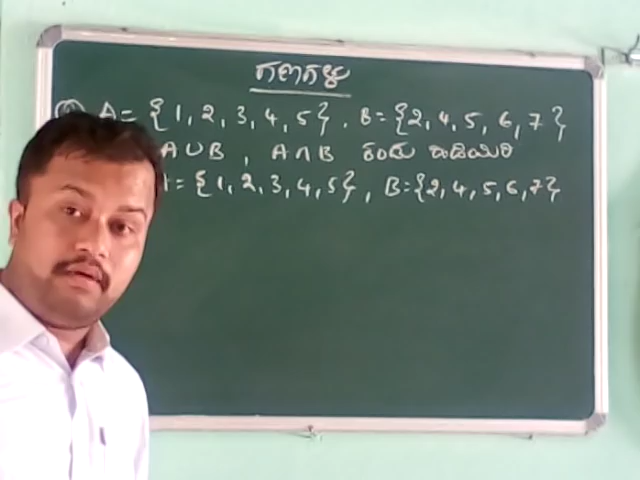 ಗಣಗಳು
A = { 1, 2, 3, 4, 5 } . B = { 2, 4, 5, 6, 7 }
A ∪ B , A ∩ B ಕಂಡು ಹಿಡಿಯಿರಿ
= { 1, 2, 3, 4, 5 } , B = { 2, 4, 5, 6, 7 }